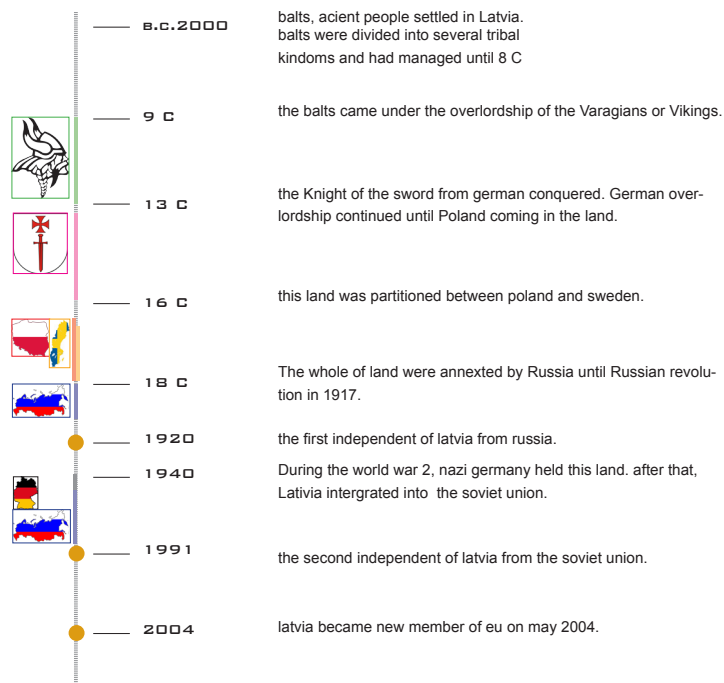 B.C.2000
balts, acient people settled in Latvia.
balts were divided into several tribal
kindoms and had managed until 8 C
9 C
the balts came under the overlordship of the Varagians or Vikings.
13 C
the Knight of the sword from german conquered. German over-
lordship continued until Poland coming in the land.
16 C
this land was partitioned between poland and sweden.
18 C
The whole of land were annexted by Russia until Russian revolu-
tion in 1917.
1920
the first independent of latvia from russia.
1940
During the world war 2, nazi germany held this land. after that,
Lativia intergrated into the soviet union.
1991
the second independent of latvia from the soviet union.
2004
latvia became new member of eu on may 2004.